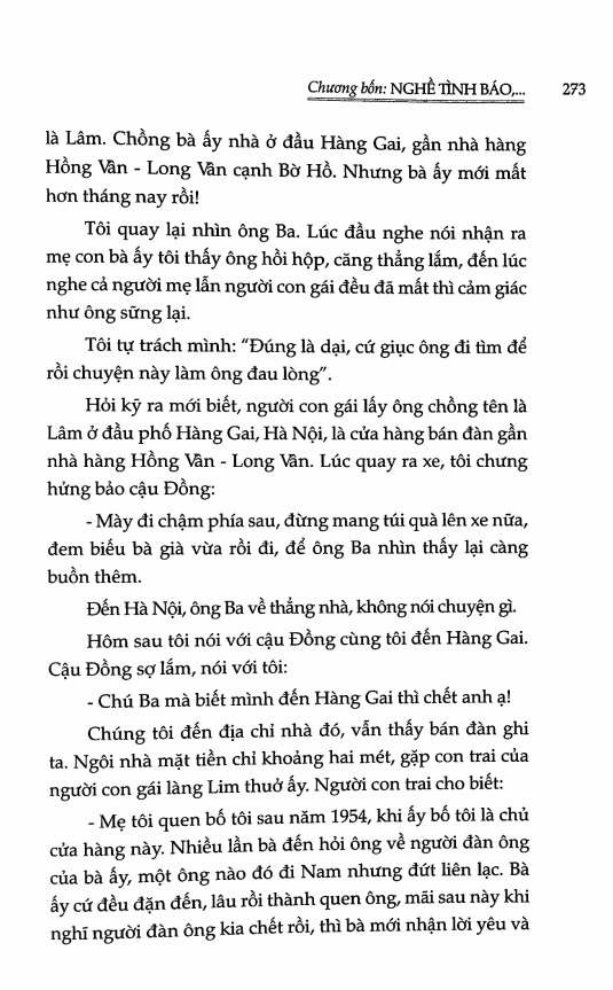 Chương bốn: NGHỀ TÌNH BÁO,... 273
là Lâm. Chồng bà ấy nhà ở đầu Hàng Gai, gần nhà hàng
Hồng Vân - Long Vân cạnh Bờ Hồ. Nhưng bà ấy mới mất
hơn tháng nay rồi!
Tôi quay lại nhìn ông Ba. Lúc đầu nghe nói nhận ra
mẹ con bà ấy tôi thấy ông hồi hộp, căng thẳng lắm, đến lúc
nghe cả người mẹ lẫn người con gái đều đã mất thì cảm giác
như ông sững lại.
Tôi tự trách mình: “Đúng là dại, cứ giục ông đi tìm để
rồi chuyện này làm ông đau lòng”.
Hỏi kỹ ra mới biết, người con gái lấy ông chồng tên là
Lâm ở đầu phố Hàng Gai, Hà Nội, là cửa hàng bán đàn gần
nhà hàng Hồng Vân - Long Vân. Lúc quay ra xe, tôi chưng
hửng bảo cậu Đồng:
- Mày đi chậm phía sau, đừng mang túi quà lên xe nữa,
đem biếu bà già vừa rồi đi, để ông Ba nhìn thấy lại càng
buồn thêm.
Đến Hà Nội, ông Ba về thẳng nhà, không nói chuyện gì.
Hôm sau tôi nói với cậu Đồng cùng tôi đến Hàng Gai.
Cậu Đồng sợ lắm, nói với tôi:
- Chú Ba mà biết mình đến Hàng Gai thì chết anh ạ!
Chúng tôi đến địa chỉ nhà đó, vẫn thấy bán đàn ghi
ta. Ngôi nhà mặt tiền chỉ khoảng hai mét, gặp con trai của
người con gái làng Lim thuở ấy. Người con trai cho biết:
- Mẹ tôi quen bố tôi sau năm 1954, khi ấy bố tôi là chủ
cửa hàng này. Nhiều lần bà đến hỏi ông về người đàn ông
của bà ấy, một ông nào đó đi Nam nhưng đứt liên lạc. Bà
ấy cứ đều đặn đến, lâu rồi thành quen ông, mãi sau này khi
nghĩ người đàn ông kia chết rồi, thì bà mới nhận lời yêu và